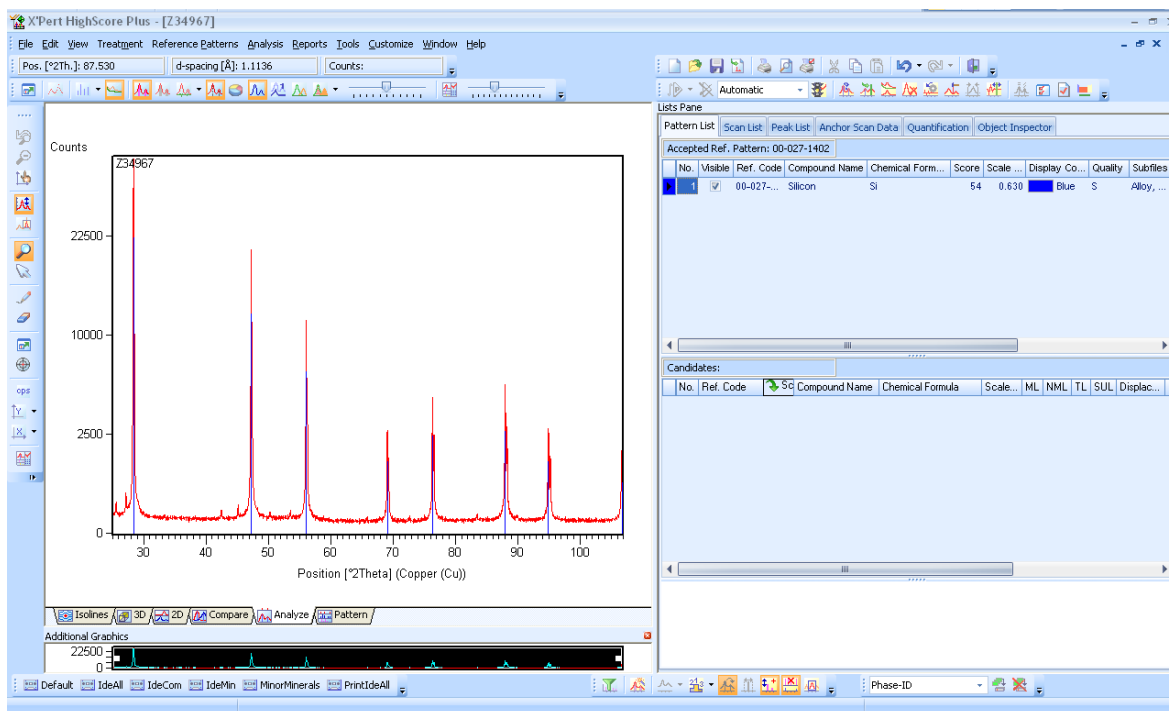 X'Pert HighScore Plus - [Z34967]
File Edit View Treatment Reference Patterns Analysis Reports Tools Customize Window Help
Pos. [°2Th.]: 87.530 d-spacing [Å]: 1.1136 Counts:
Automatic
Lists Pane
Pattern List Scan List Peak List Anchor Scan Data Quantification Object Inspector
Accepted Ref. Pattern: 00-027-1402
No. Visible Ref. Code Compound Name Chemical Form... Score Scale ... Display Co... Quality Subfiles
1 00-027-... Silicon Si 54 0.630 Blue S Alloy, ...
Counts
Z34967
22500
10000
2500
0
30 40 50 60 70 80 90 100
Position [°2Theta] (Copper (Cu))
cps
Y
X
Candidates:
No. Ref. Code Sc Compound Name Chemical Formula Scale... ML NML TL SUL Displac...
Isolines 3D 2D Compare Analyze Pattern
Additional Graphics
22500
0
Default IdeAll IdeCom IdeMin MinorMinerals PrintIdeAll
Phase-ID